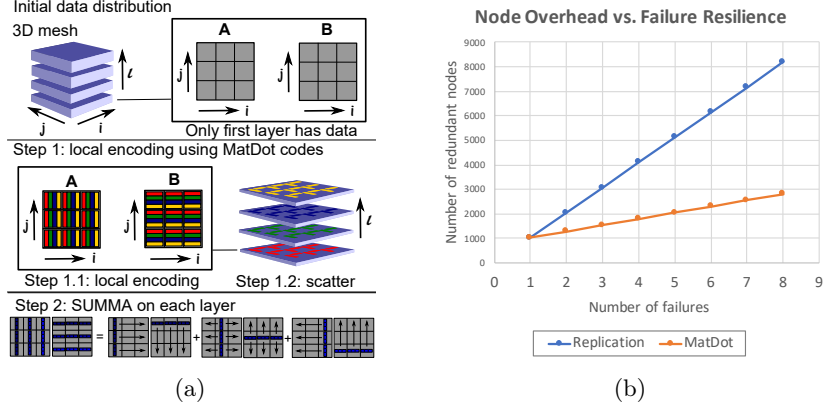 Initial data distribution
3D mesh
A
B
j
j
l
j
i
i
i
Only first layer has data
Step 1: local encoding using MatDot codes
A
B
j
j
l
i
i
Step 1.1: local encoding
Step 1.2: scatter
Step 2: SUMMA on each layer
=
+
+
(a)
Node Overhead vs. Failure Resilience
Number of redundant nodes
9000
8000
7000
6000
5000
4000
3000
2000
1000
0
0 1 2 3 4 5 6 7 8 9
Number of failures
Replication
MatDot
(b)